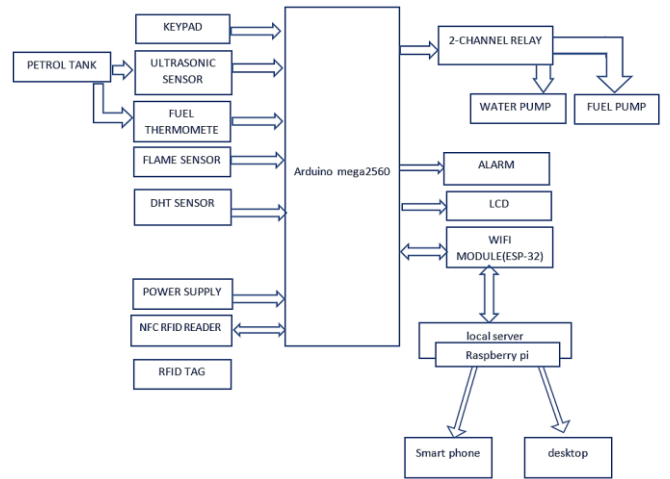 KEYPAD
PETROL TANK
ULTRASONIC
SENSOR
FUEL
THERMOMETE
FLAME SENSOR
DHT SENSOR
POWER SUPPLY
NFC RFID READER
RFID TAG
Arduino mega2560
2-CHANNEL RELAY
WATER PUMP
FUEL PUMP
ALARM
LCD
WIFI
MODULE(ESP-32)
local server
Raspberry pi
Smart phone
desktop